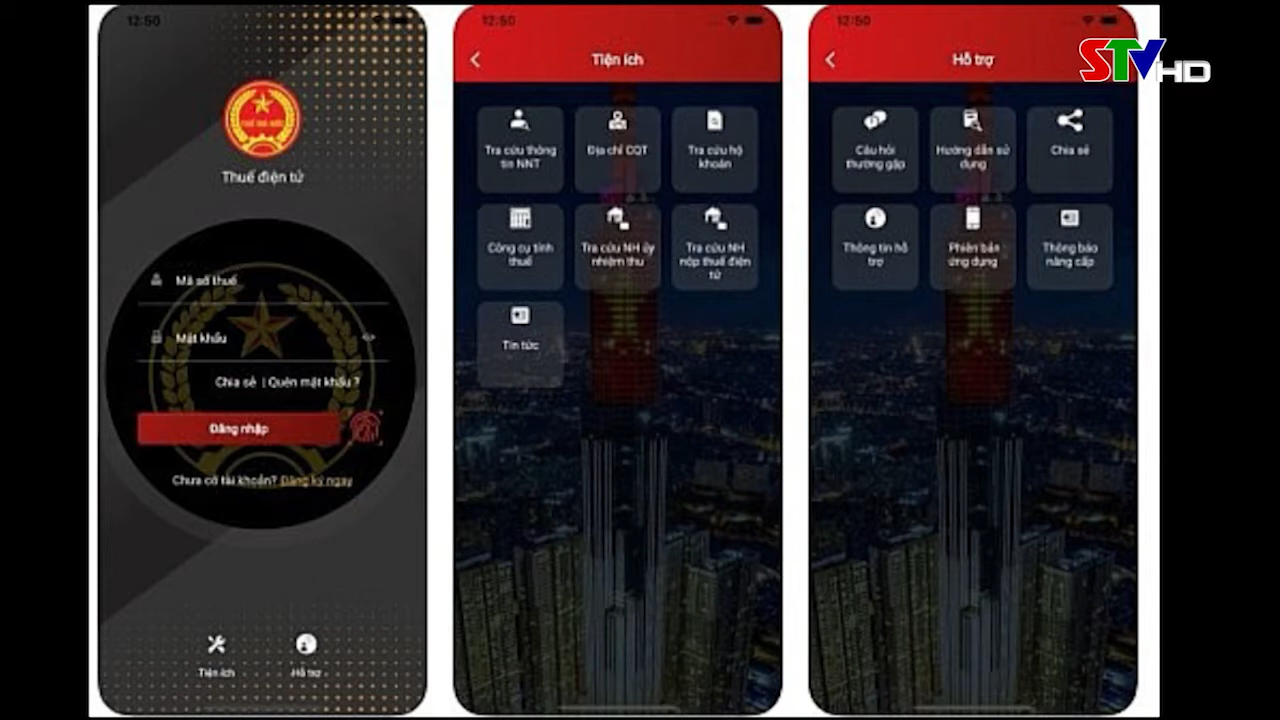 STV HD
12:50
THUẾ NHÀ NƯỚC
Thuế điện tử
Mã số thuế
Mật khẩu
Chia sẻ | Quên mật khẩu ?
Đăng nhập
Chưa có tài khoản? Đăng ký ngay
Tiện ích
Hỗ trợ
12:50
Tiện ích
Tra cứu thông
tin NNT
Địa chỉ CQT
Tra cứu hộ
khoán
Công cụ tính
thuế
Tra cứu NH ủy
nhiệm thu
Tra cứu NH
nộp thuế điện
tử
Tin tức
12:50
Hỗ trợ
Câu hỏi
thường gặp
Hướng dẫn sử
dụng
Chia sẻ
Thông tin hỗ
trợ
Phiên bản
ứng dụng
Thông báo
nâng cấp